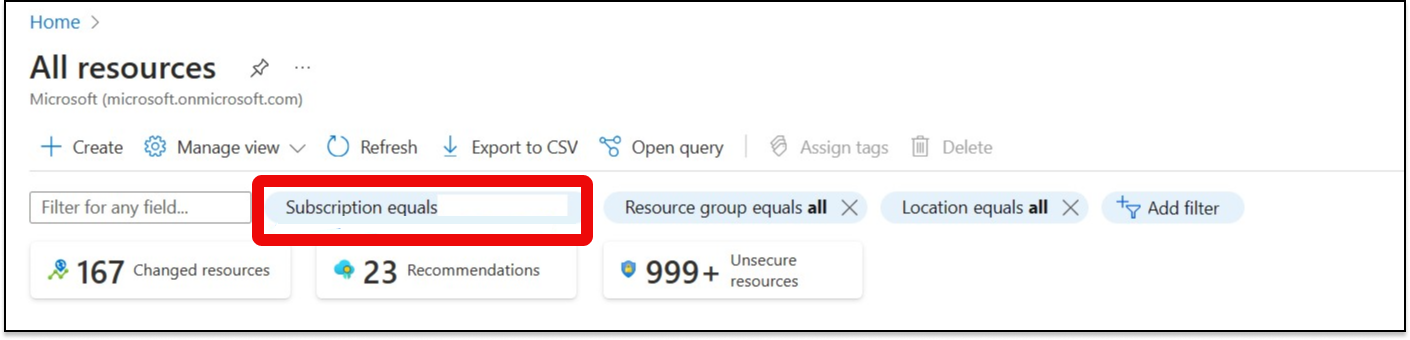 Home
All resources
Microsoft (microsoft.onmicrosoft.com)
Create Manage view Refresh Export to CSV Open query Assign tags Delete
Filter for any field... Subscription equals Resource group equals all Location equals all Add filter
167 Changed resources 23 Recommendations 999+ Unsecure
resources